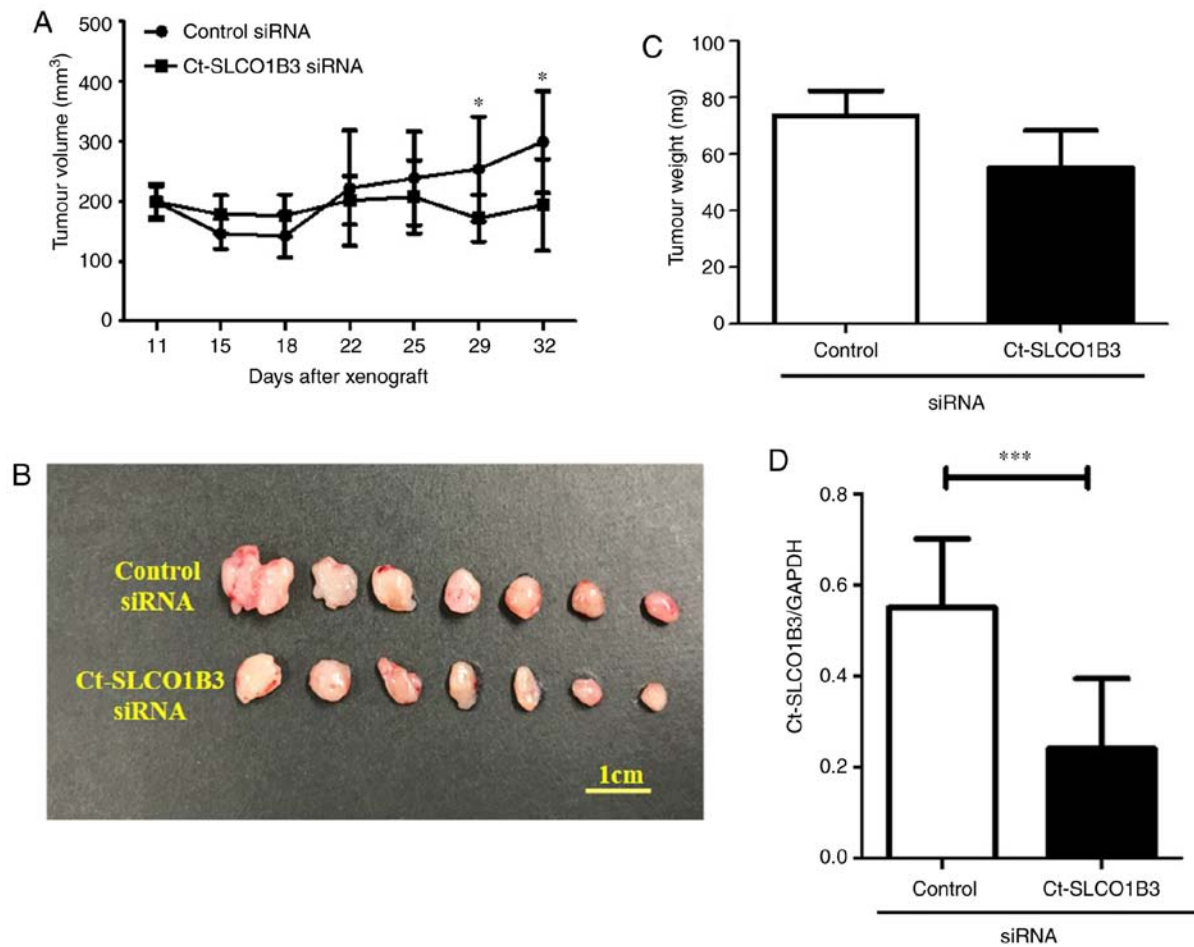 A
Tumour volume (mm³)
500
400
300
200
100
0
Control siRNA
Ct-SLCO1B3 siRNA
*
*
11 15 18 22 25 29 32
Days after xenograft
C
Tumour weight (mg)
100
80
60
40
20
0
Control Ct-SLCO1B3
siRNA
B
Control
siRNA
Ct-SLCO1B3
siRNA
1cm
D
***
Ct-SLCO1B3/GAPDH
0.8
0.6
0.4
0.2
0.0
Control Ct-SLCO1B3
siRNA